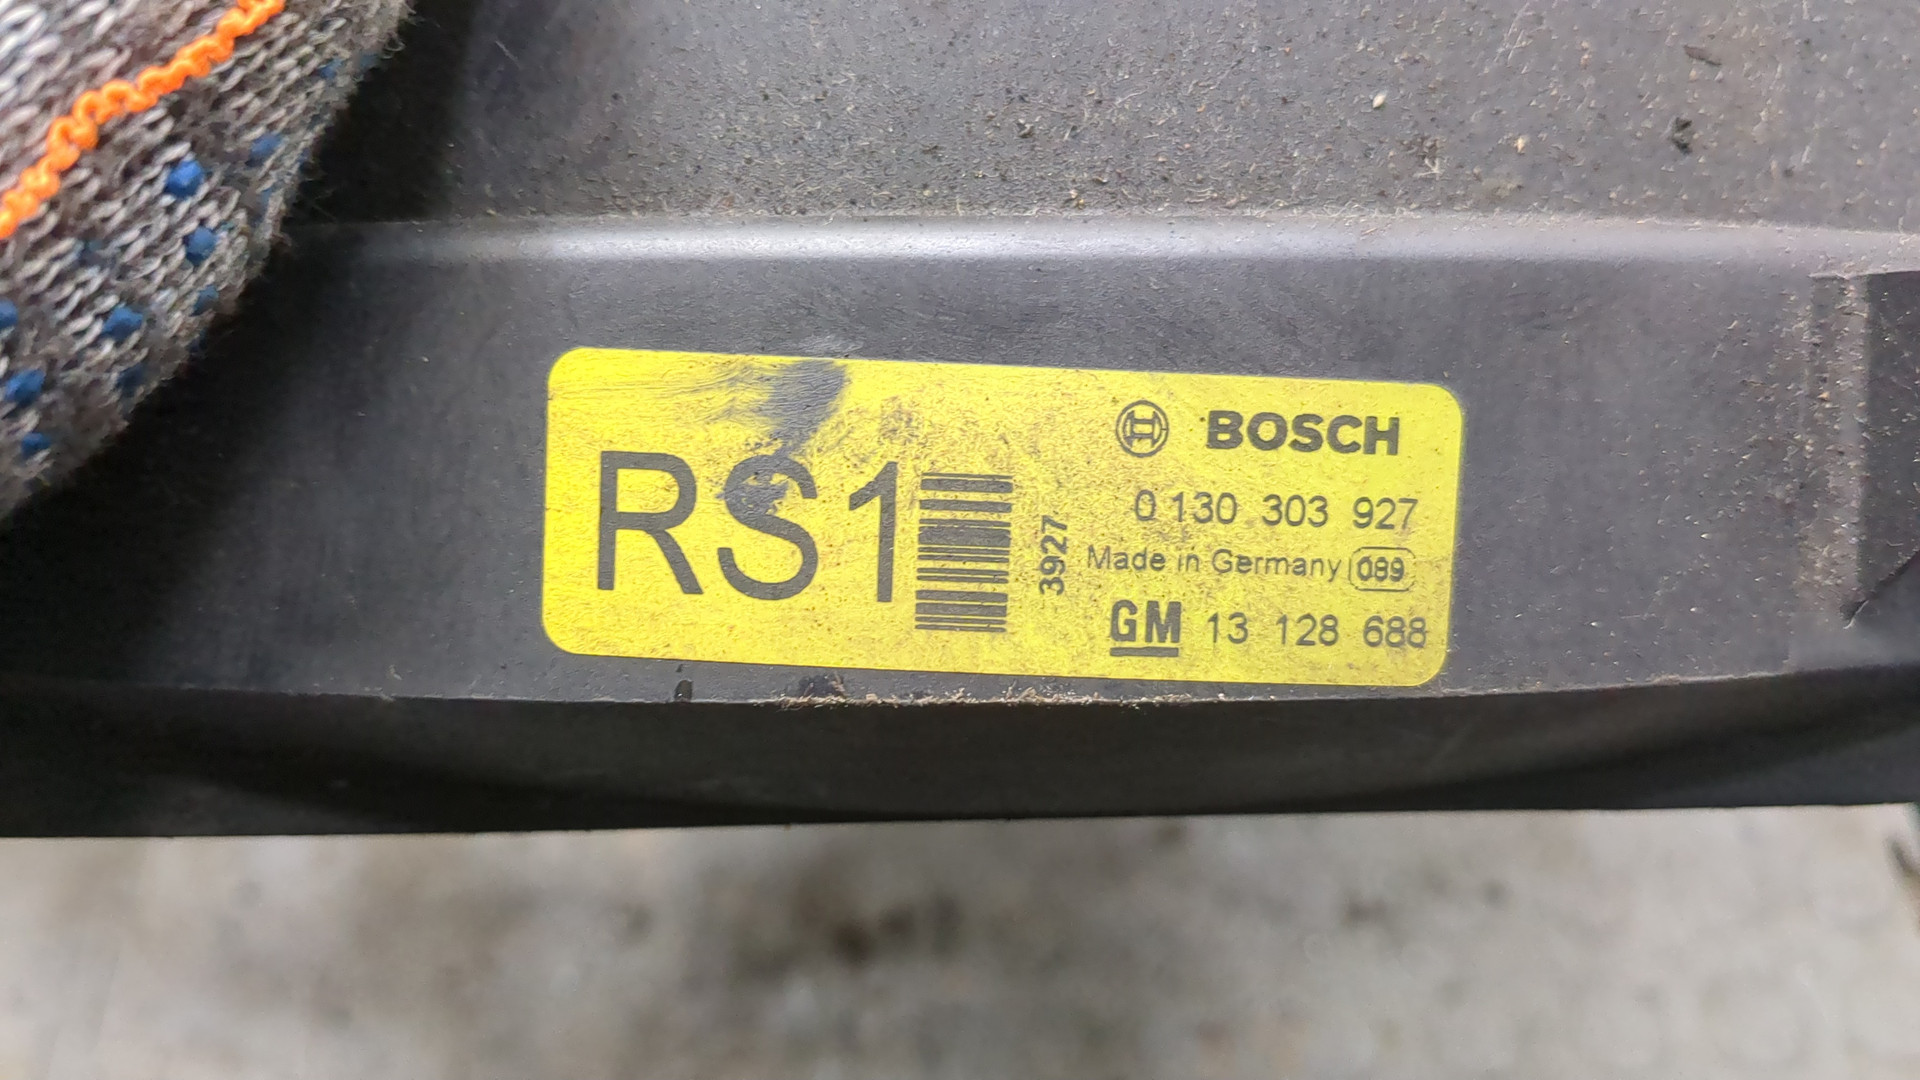 RS1
3927
BOSCH
0 130 303 927
Made in Germany 089
GM 13 128 688